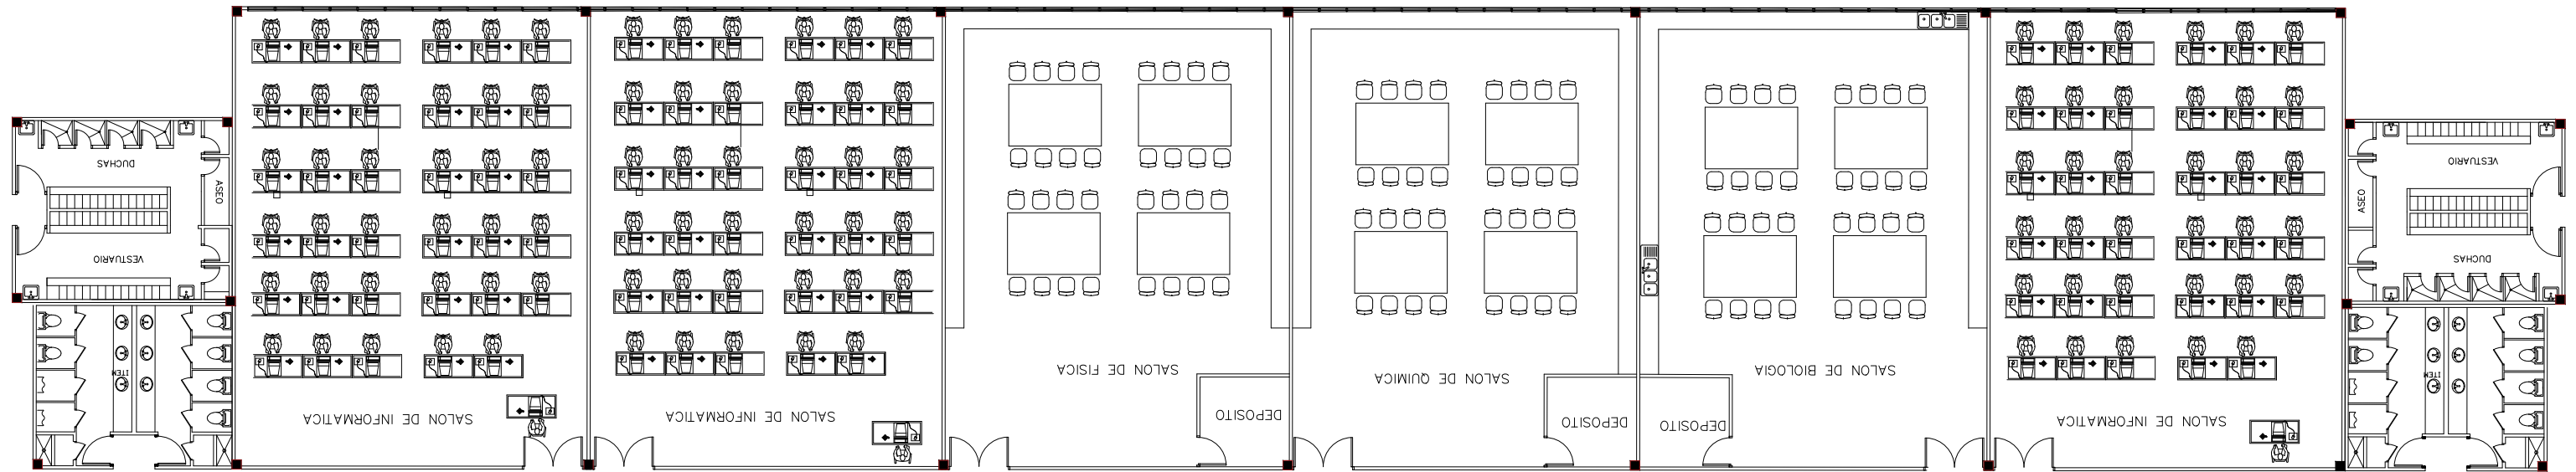 DUCHAS
VESTUARIO
ASEO
ITEM
SALON DE INFORMATICA
SALON DE INFORMATICA
SALON DE FISICA
DEPOSITO
SALON DE QUIMICA
DEPOSITO
SALON DE BIOLOGIA
DEPOSITO
SALON DE INFORMATICA
VESTUARIO
ASEO
DUCHAS
ITEM